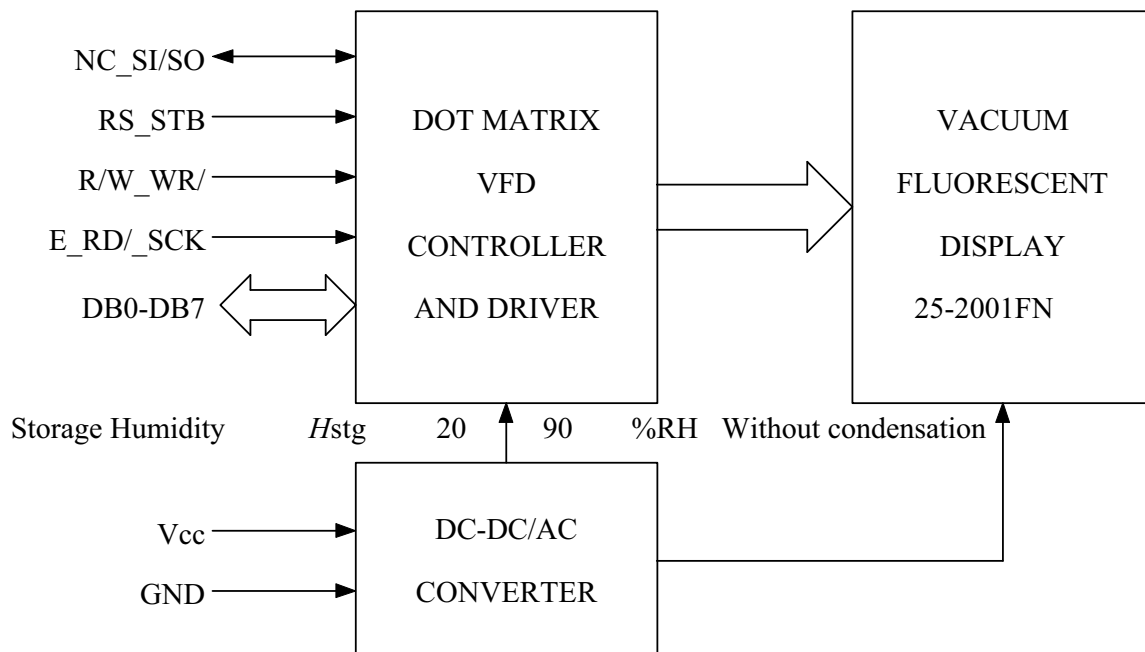 NC_SI/SO
RS_STB
R/W_WR/
E_RD/_SCK
DB0-DB7
DOT MATRIX
VFD
CONTROLLER
AND DRIVER
VACUUM
FLUORESCENT
DISPLAY
25-2001FN
Storage Humidity Hstg 20 90 %RH Without condensation
Vcc
GND
DC-DC/AC
CONVERTER